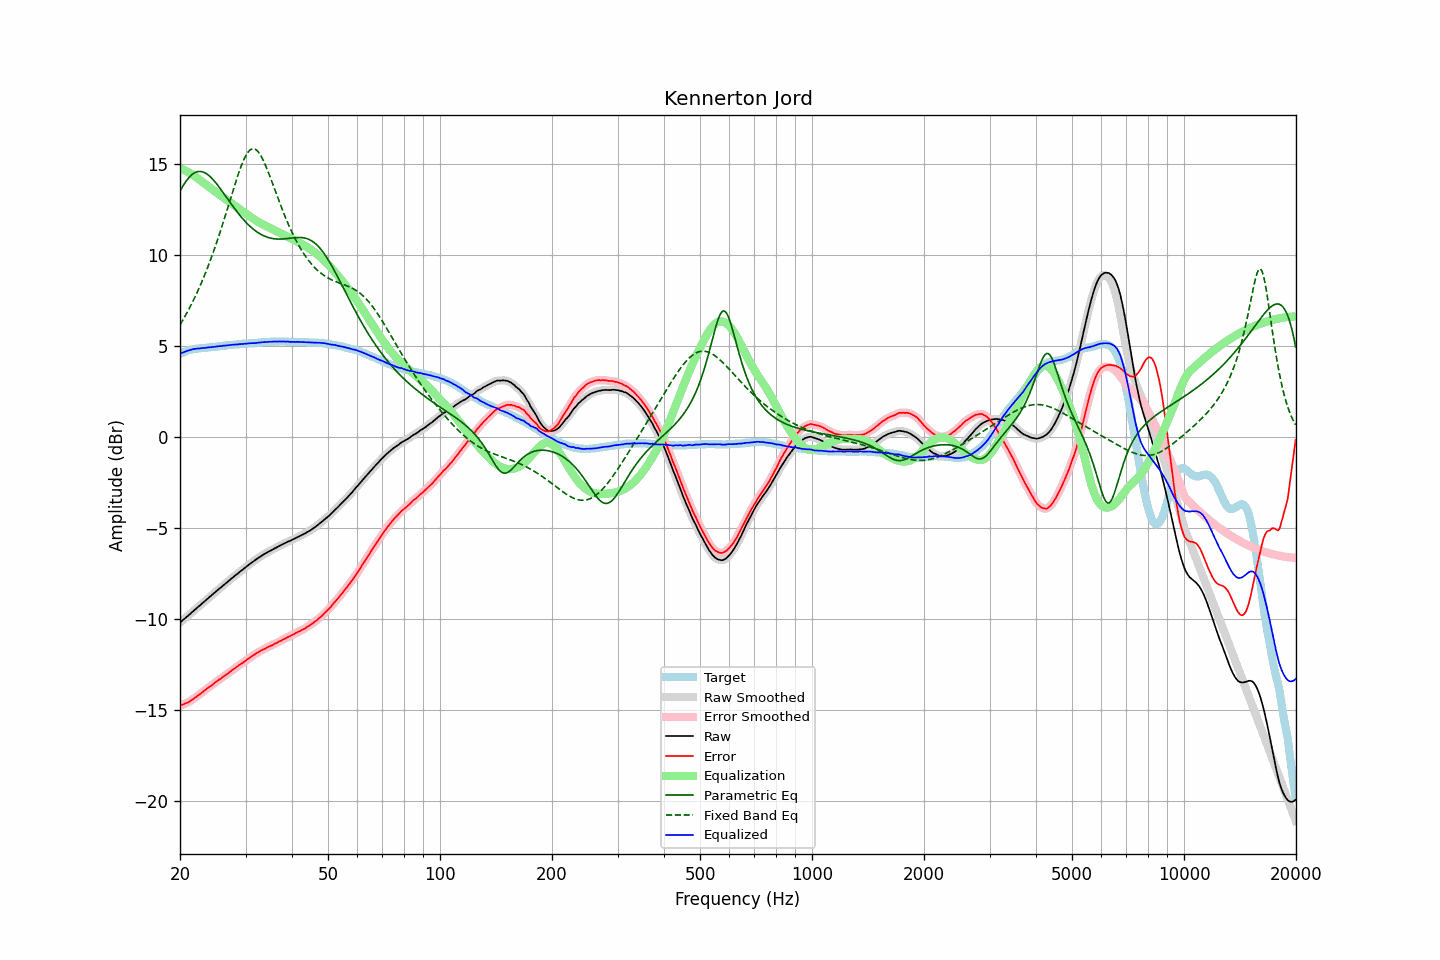 Kennerton Jord
Amplitude (dBr)
15
10
5
0
−5
−10
−15
−20
Target
Raw Smoothed
Error Smoothed
Raw
Error
Equalization
Parametric Eq
Fixed Band Eq
Equalized
20 50 100 200 500 1000 2000 5000 10000 20000
Frequency (Hz)